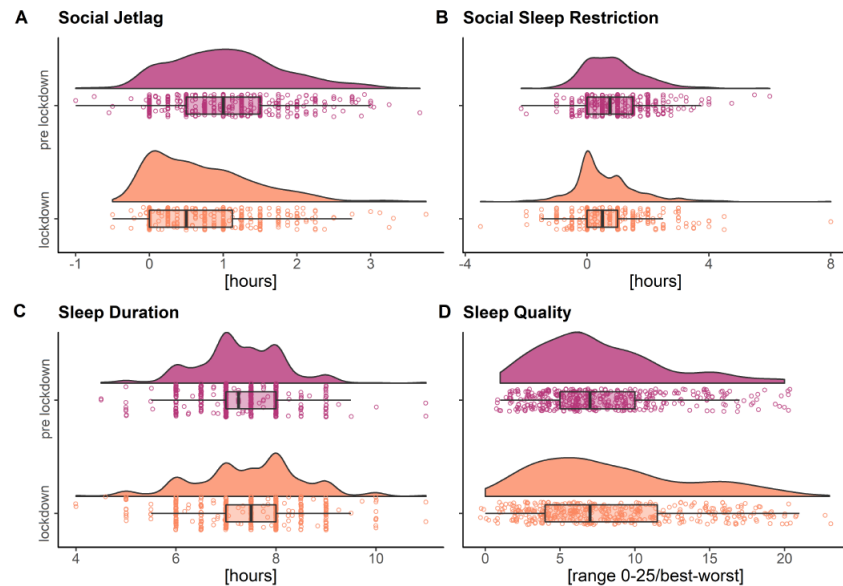 A Social Jetlag
pre lockdown
lockdown
-1 0 1 2 3
[hours]
B Social Sleep Restriction
-4 0 4 8
[hours]
C Sleep Duration
pre lockdown
lockdown
4 6 8 10
[hours]
D Sleep Quality
0 5 10 15 20
[range 0-25/best-worst]